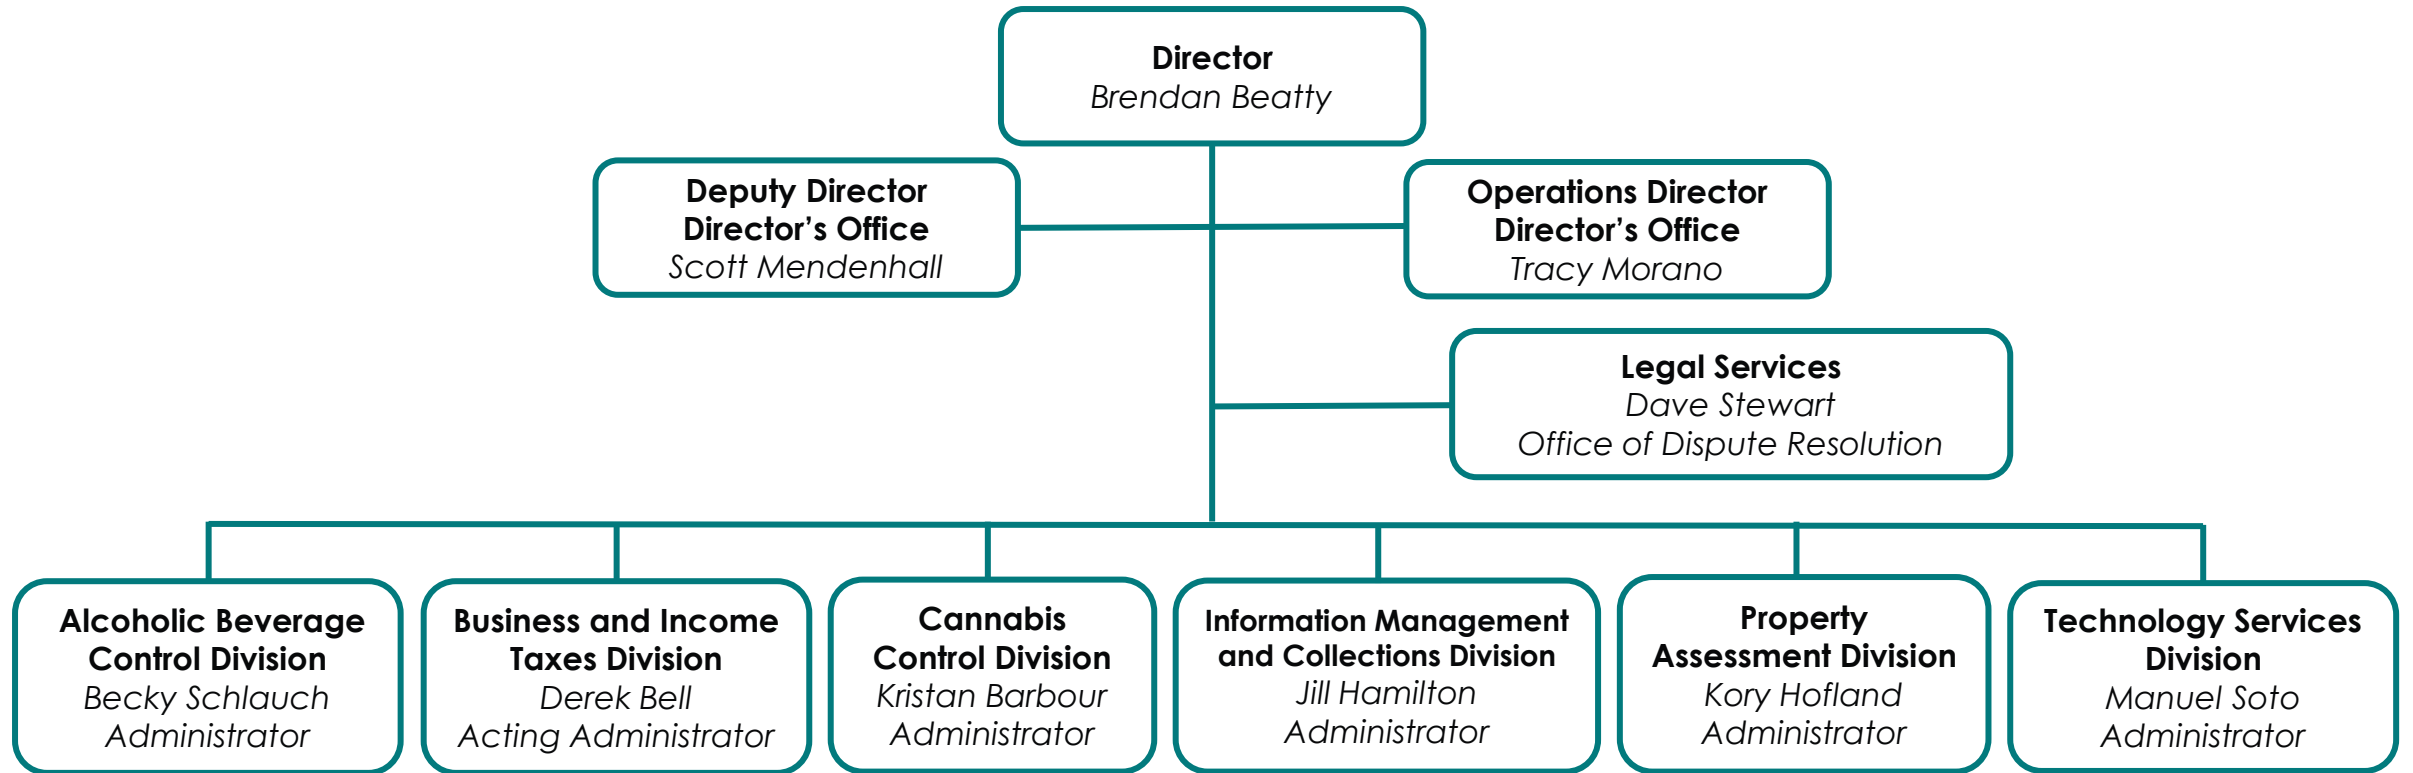 Director
Brendan Beatty
Deputy Director
Director’s Office
Scott Mendenhall
Operations Director
Director’s Office
Tracy Morano
Legal Services
Dave Stewart
Office of Dispute Resolution
Alcoholic Beverage
Control Division
Becky Schlauch
Administrator
Business and Income
Taxes Division
Derek Bell
Acting Administrator
Cannabis
Control Division
Kristan Barbour
Administrator
Information Management
and Collections Division
Jill Hamilton
Administrator
Property
Assessment Division
Kory Hofland
Administrator
Technology Services
Division
Manuel Soto
Administrator